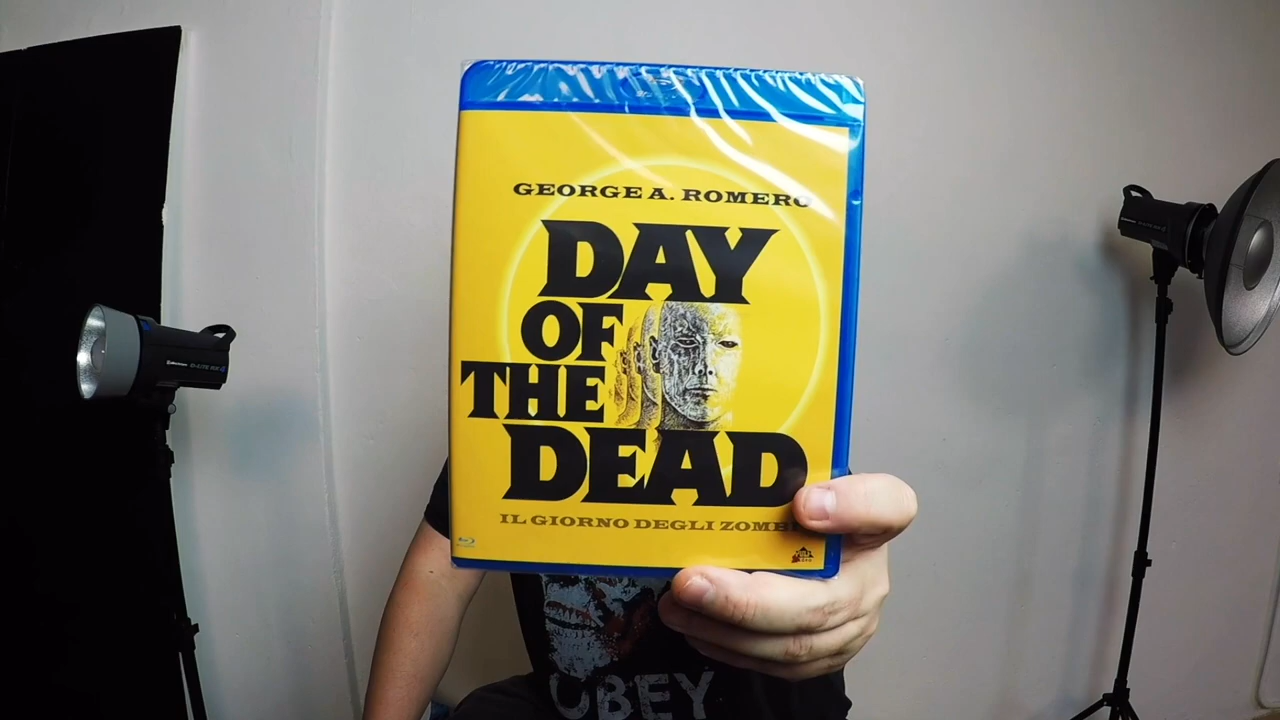 GEORGE A. ROMERO
DAY
OF
THE
DEAD
IL GIORNO DEGLI ZOMBI
OBEY